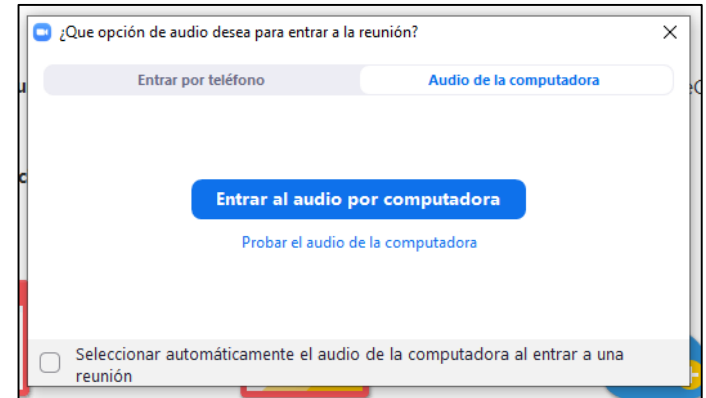 ¿Que opción de audio desea para entrar a la reunión?
Entrar por teléfono
Audio de la computadora
Entrar al audio por computadora
Probar el audio de la computadora
Seleccionar automáticamente el audio de la computadora al entrar a una
reunión